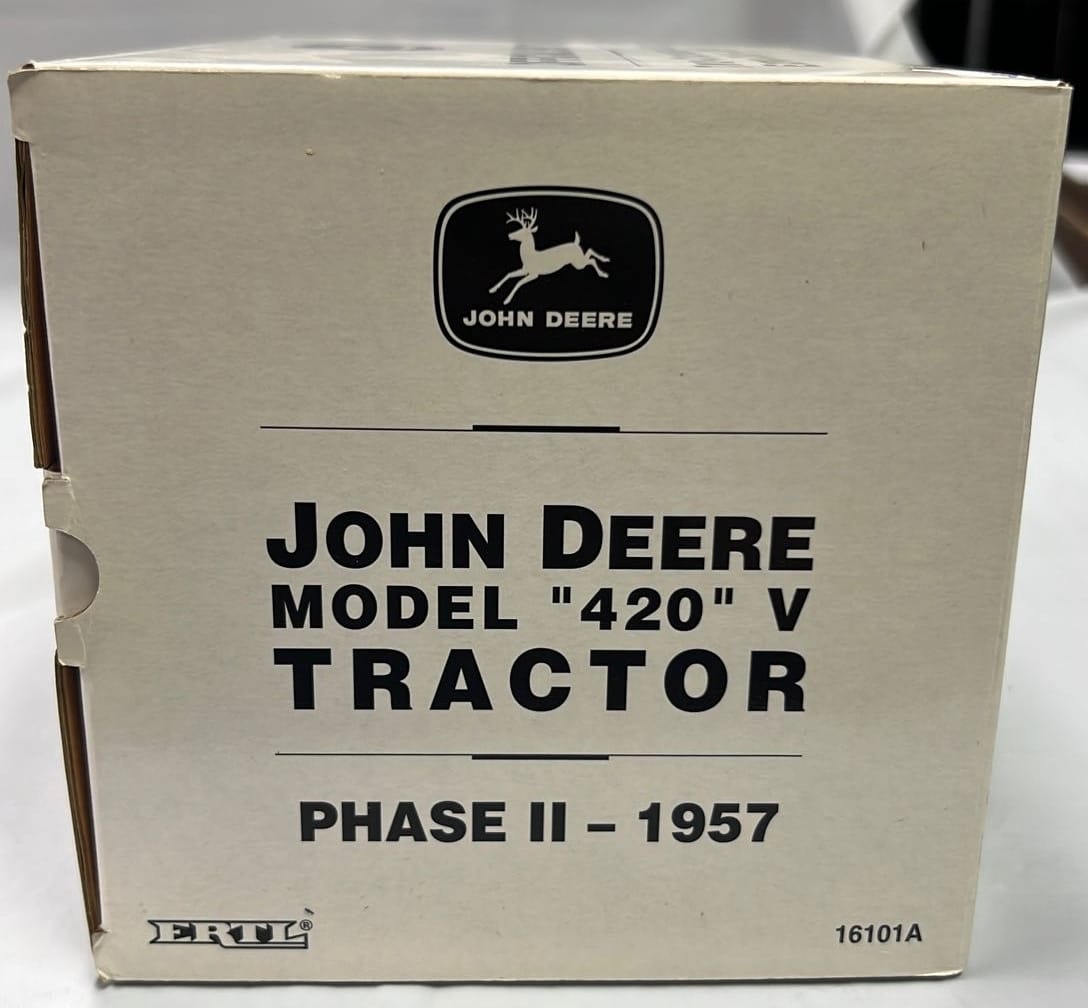 JOHN DEERE
JOHN DEERE
MODEL "420" V
TRACTOR
PHASE II – 1957
ERTL®
16101A